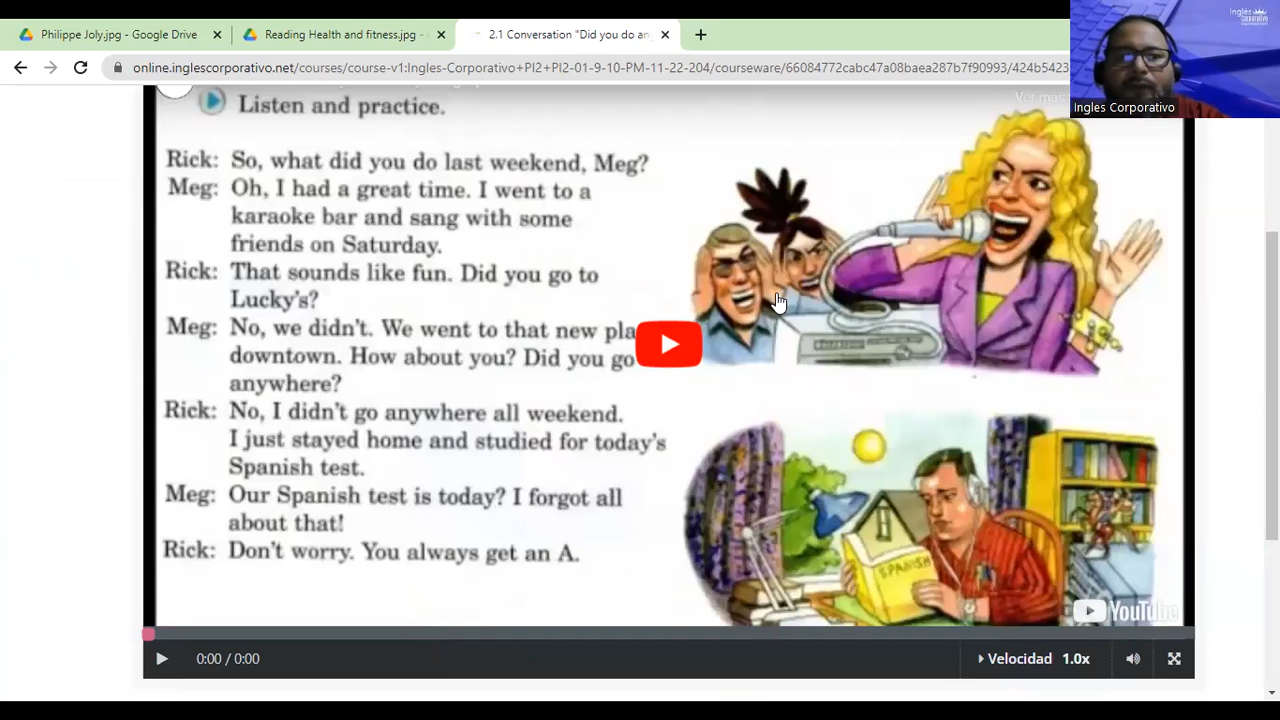 Philippe Joly.jpg - Google Drive
Reading Health and fitness.jpg -
2.1 Conversation "Did you do an
online.inglescorporativo.net/courses/course-v1:Ingles-Corporativo+PI2+PI2-01-9-10-PM-11-22-204/courseware/66084772cabc47a08baea287b7f90993/424b5423
Ingles
Corporativo
Ingles Corporativo
Listen and practice.
Rick: So, what did you do last weekend, Meg?
Meg: Oh, I had a great time. I went to a
karaoke bar and sang with some
friends on Saturday.
Rick: That sounds like fun. Did you go to
Lucky's?
Meg: No, we didn't. We went to that new pla
downtown. How about you? Did you go
anywhere?
Rick: No, I didn't go anywhere all weekend.
I just stayed home and studied for today's
Spanish test.
Meg: Our Spanish test is today? I forgot all
about that!
Rick: Don't worry. You always get an A.
SPANISH
YouTube
0:00 / 0:00
Velocidad 1.0x